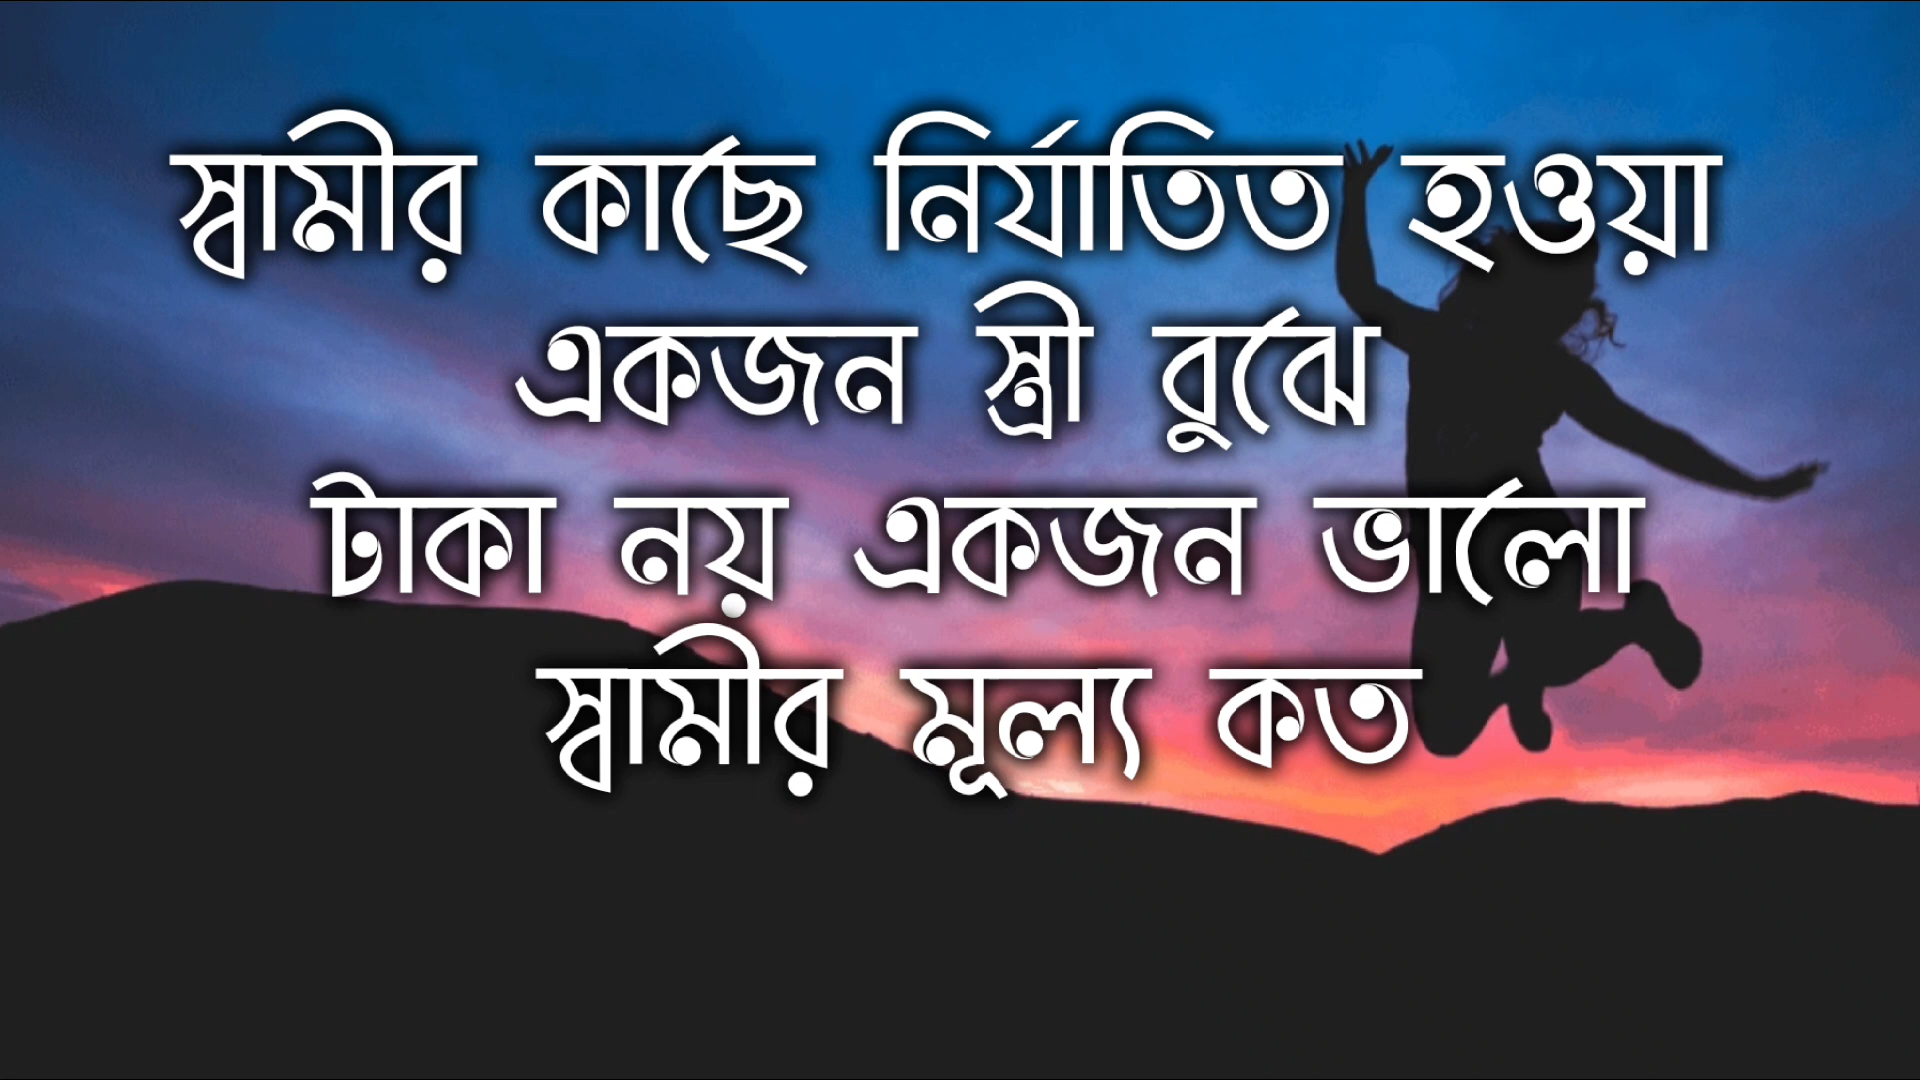 স্বামীর কাছে নির্যাতিত হওয়া
একজন স্ত্রী বুঝে
টাকা নয় একজন ভালো
স্বামীর মূল্য কত